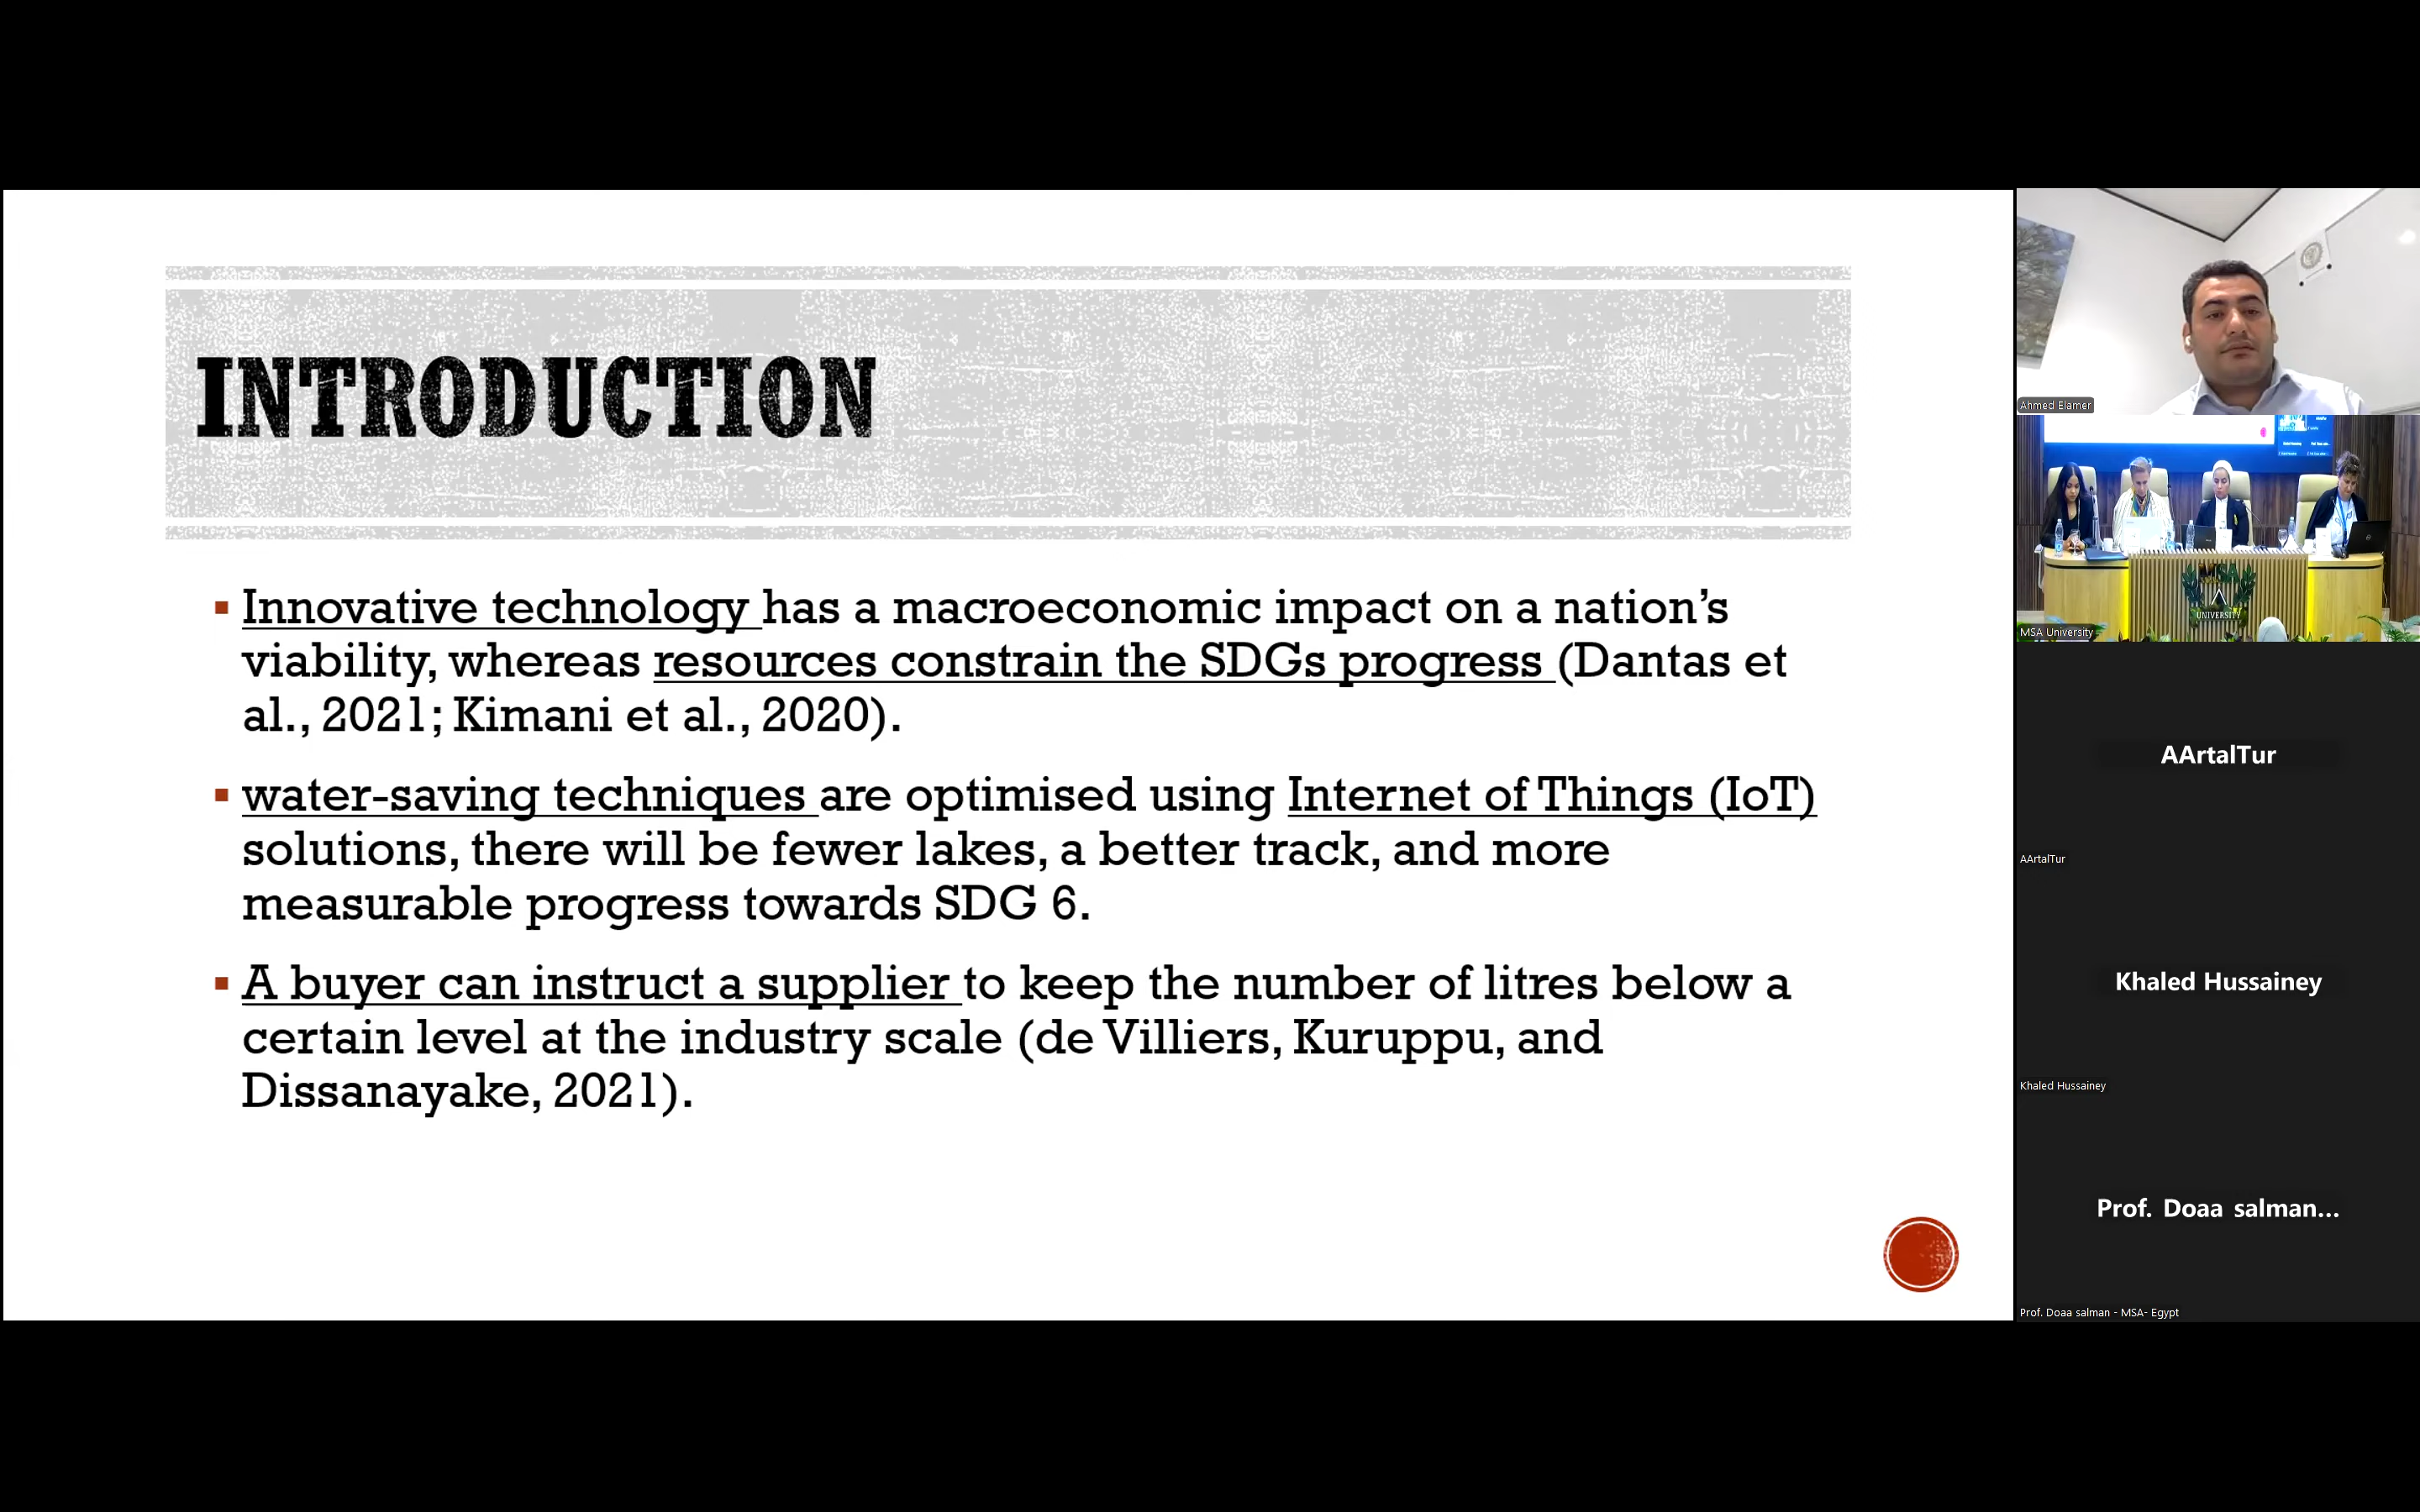 INTRODUCTION
Innovative technology has a macroeconomic impact on a nation’s
viability, whereas resources constrain the SDGs progress (Dantas et
al., 2021; Kimani et al., 2020).
water-saving techniques are optimised using Internet of Things (IoT)
solutions, there will be fewer lakes, a better track, and more
measurable progress towards SDG 6.
A buyer can instruct a supplier to keep the number of litres below a
certain level at the industry scale (de Villiers, Kuruppu, and
Dissanayake, 2021).
Ahmed Elamer
UNIVERSITY
MSA University
AArtalTur
AArtalTur
Khaled Hussainey
Khaled Hussainey
Prof. Doaa salman...
Prof. Doaa salman - MSA- Egypt